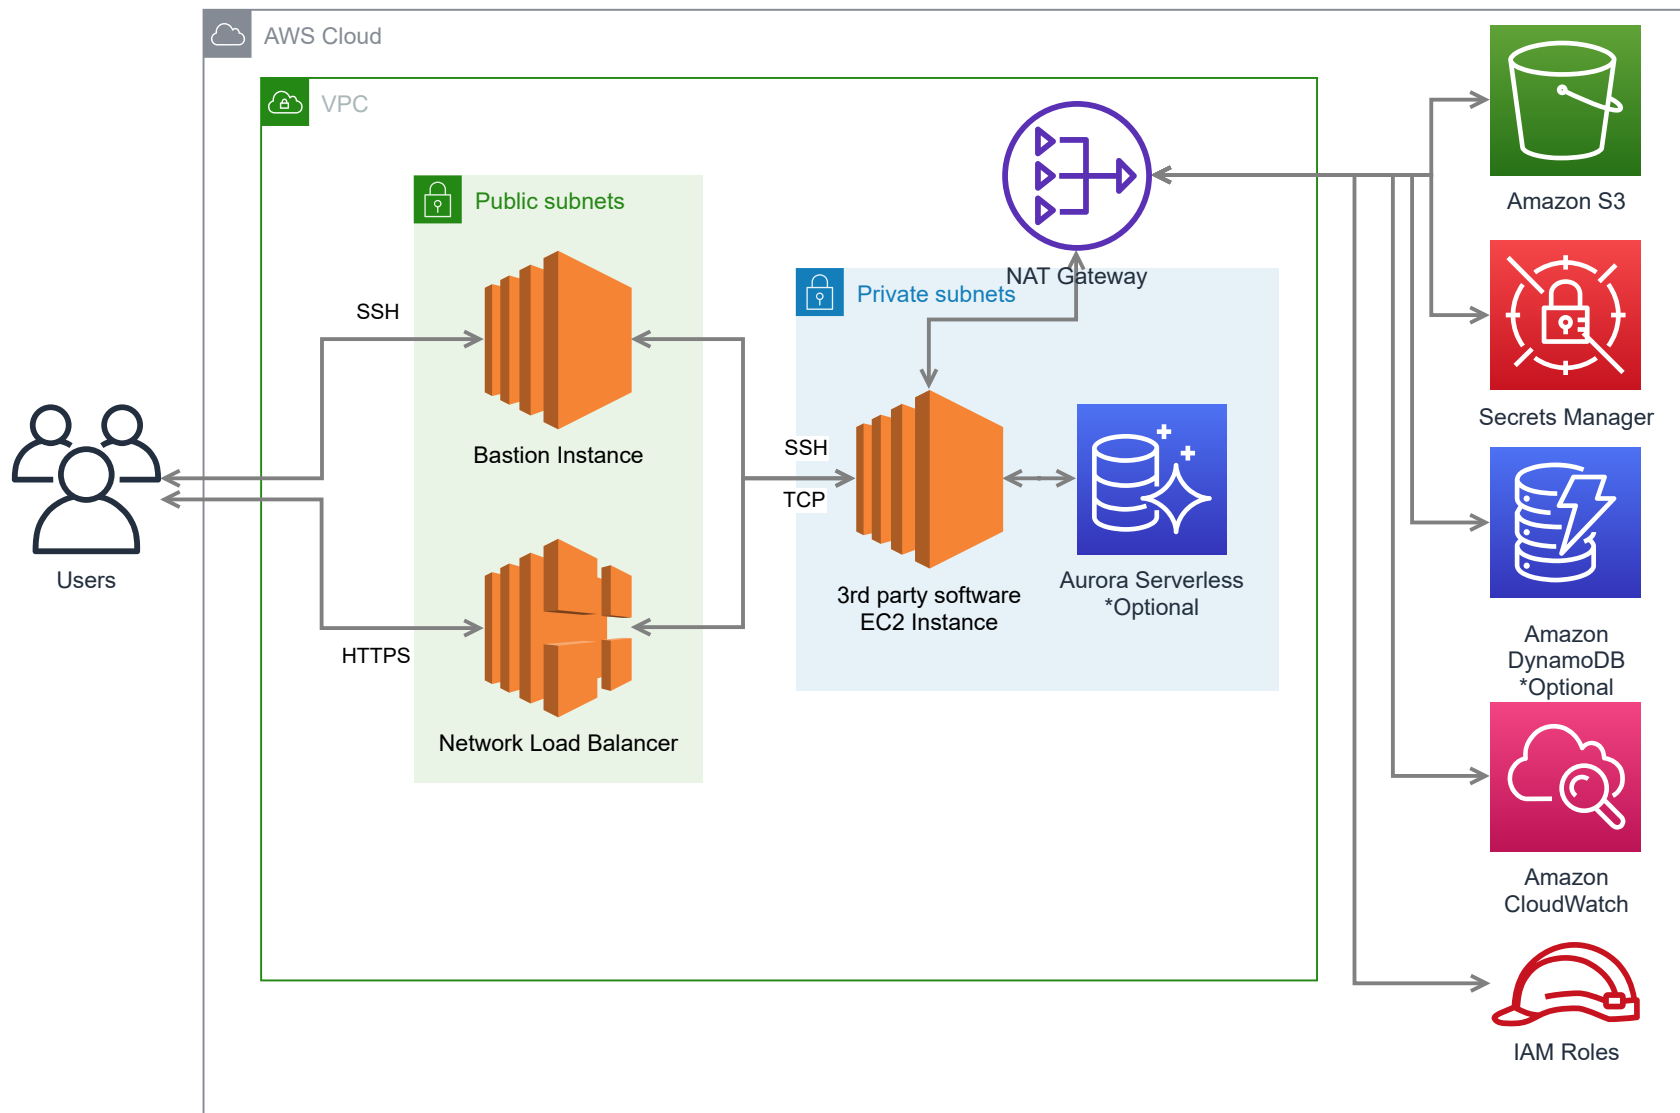 AWS Cloud
VPC
Public subnets
SSH
Bastion Instance
HTTPS
Network Load Balancer
Users
NAT Gateway
Private subnets
SSH
TCP
3rd party software
EC2 Instance
Aurora Serverless
*Optional
Amazon S3
Secrets Manager
Amazon
DynamoDB
*Optional
Amazon
CloudWatch
IAM Roles